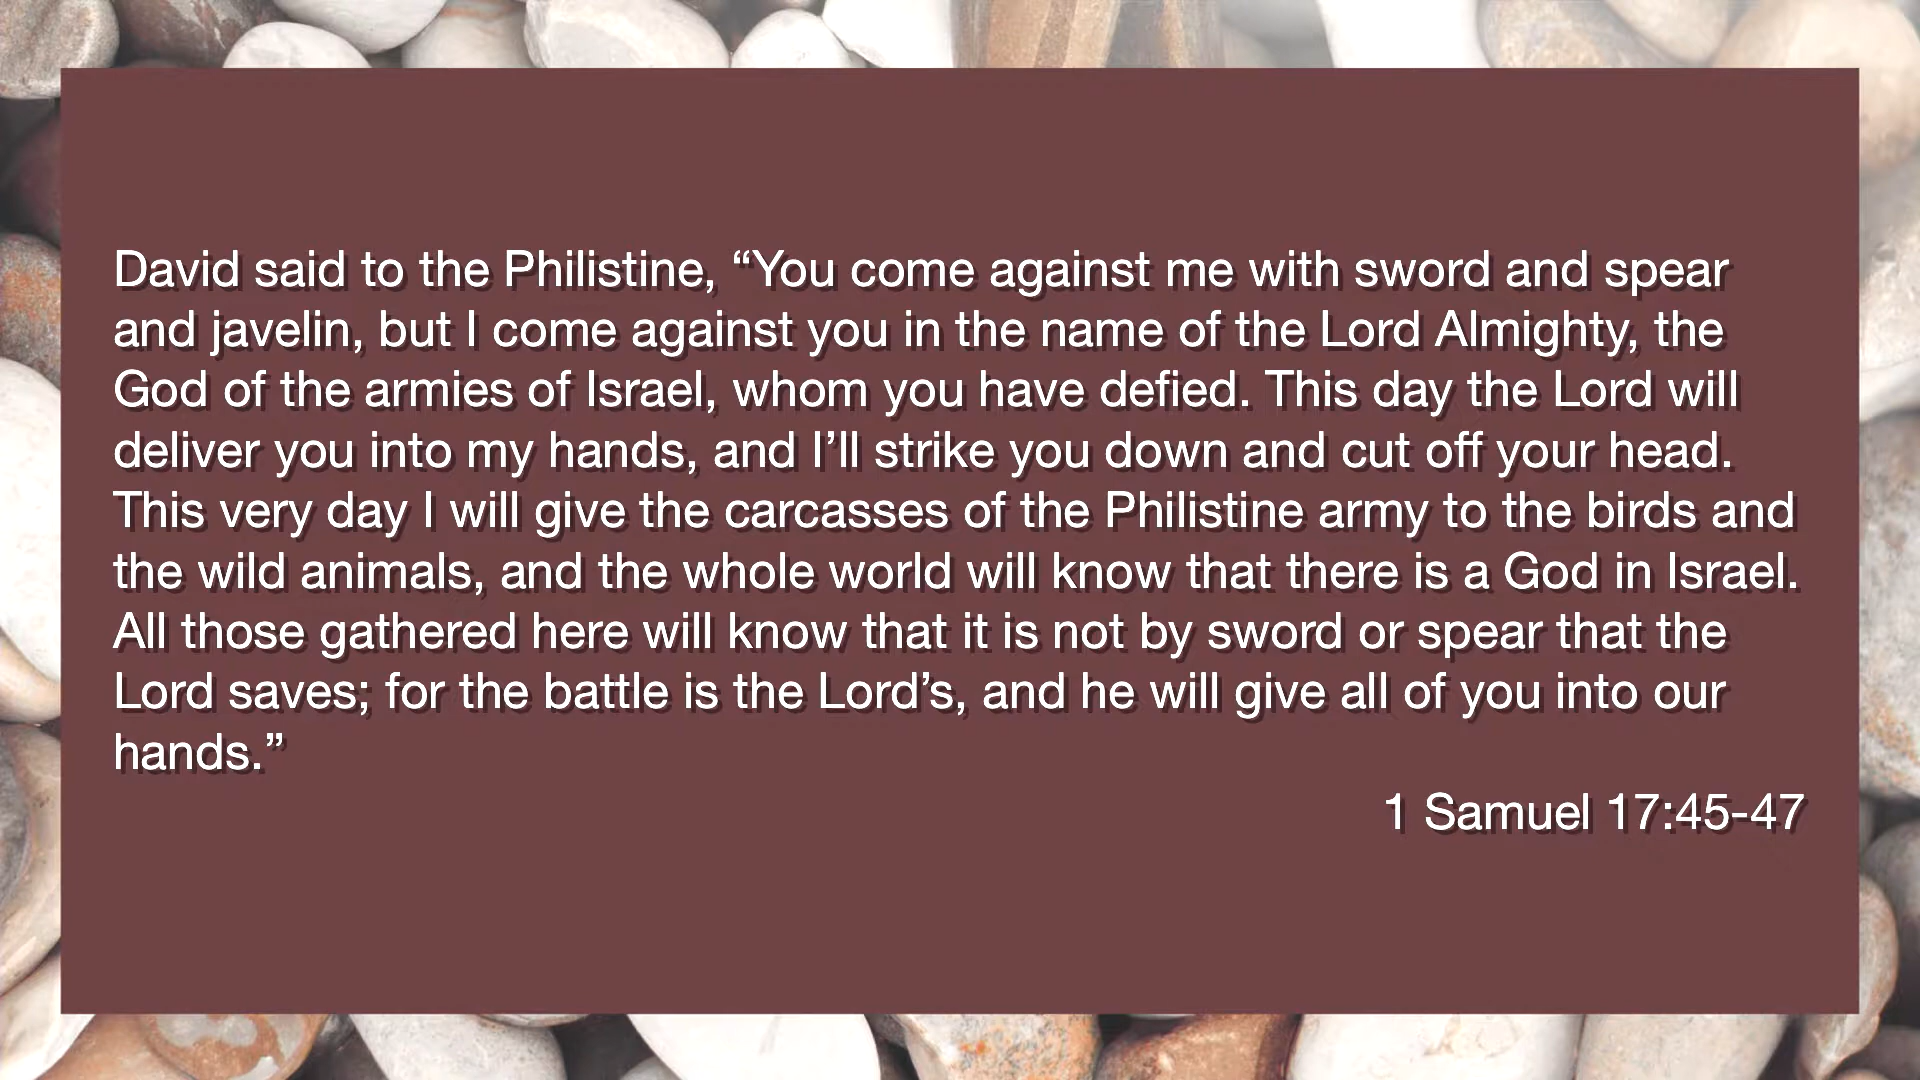 David said to the Philistine, “You come against me with sword and spear
and javelin, but I come against you in the name of the Lord Almighty, the
God of the armies of Israel, whom you have defied. This day the Lord will
deliver you into my hands, and I’ll strike you down and cut off your head.
This very day I will give the carcasses of the Philistine army to the birds and
the wild animals, and the whole world will know that there is a God in Israel.
All those gathered here will know that it is not by sword or spear that the
Lord saves; for the battle is the Lord’s, and he will give all of you into our
hands.”
1 Samuel 17:45-47